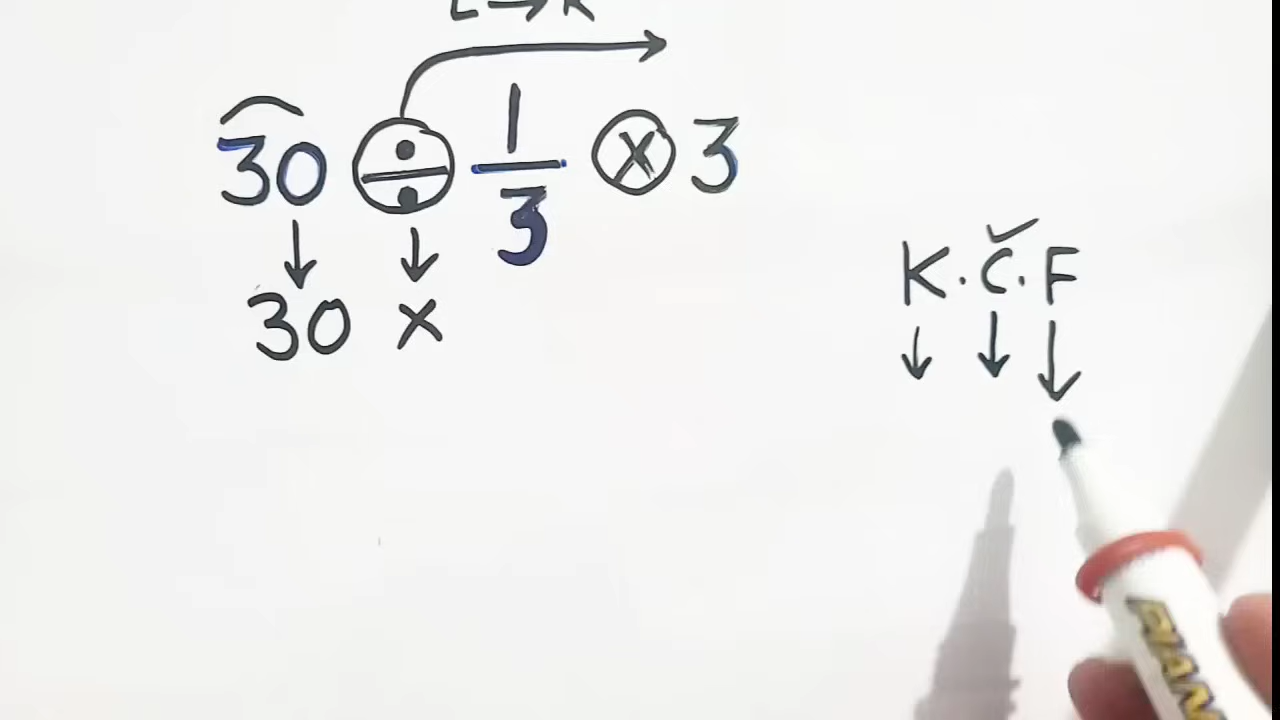 L → R
30 ÷ 1/3 × 3
30 ×
K.C.F